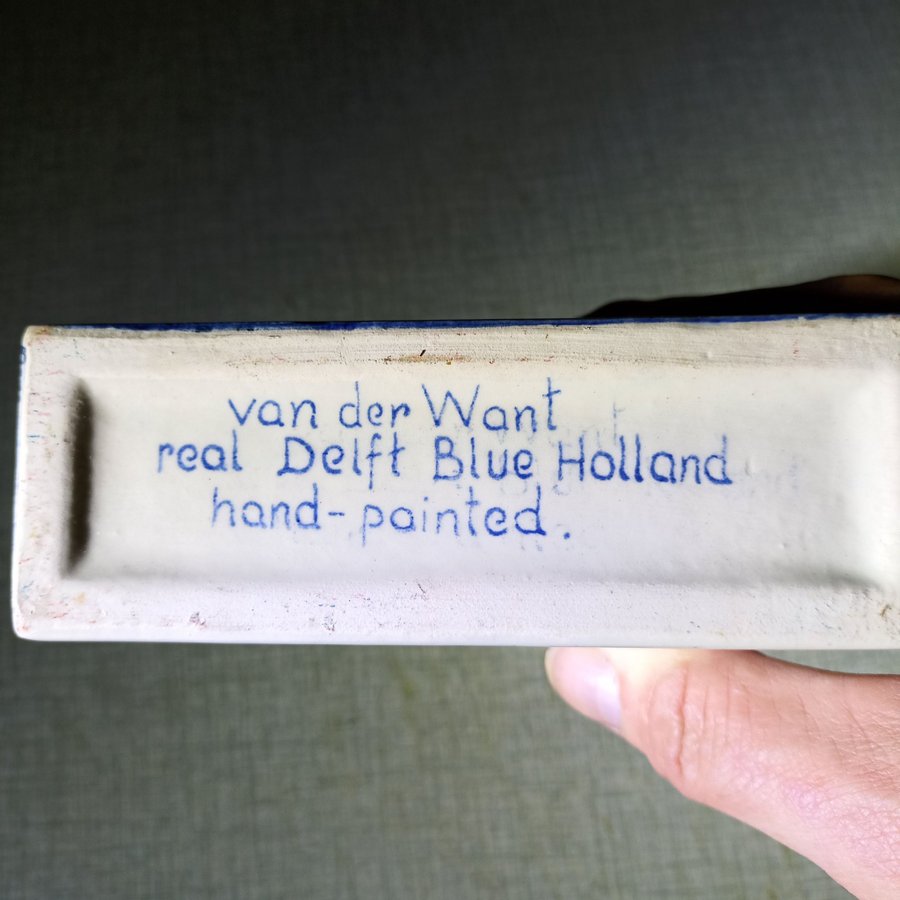 van der Want
real Delft Blue Holland
hand-painted.